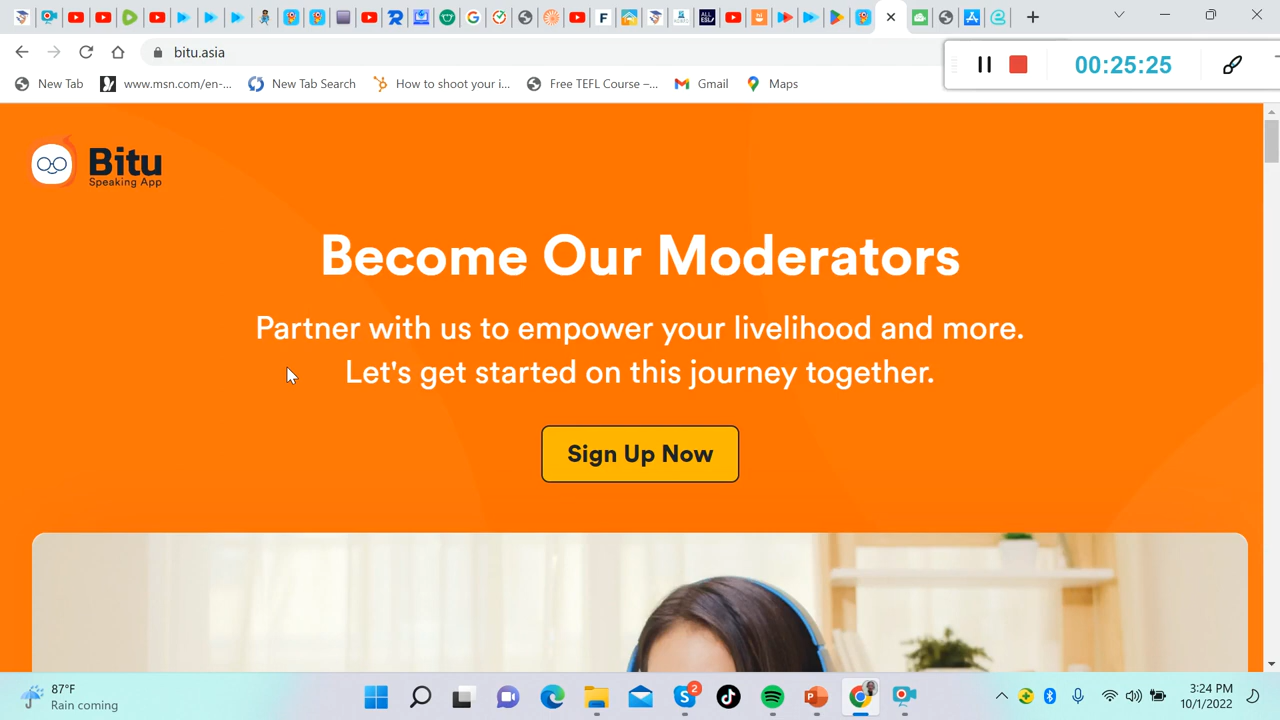 bitu.asia
00:25:25
New Tab
www.msn.com/en-...
New Tab Search
How to shoot your i...
Free TEFL Course –...
Gmail
Maps
Bitu
Speaking App
Become Our Moderators
Partner with us to empower your livelihood and more.
Let's get started on this journey together.
Sign Up Now
87°F
Rain coming
2
3:24 PM
10/1/2022